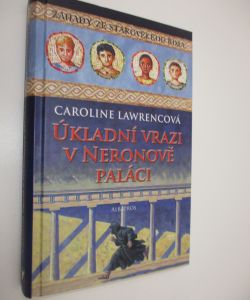 ZÁHADY ZE STAROVĚKÉHO ŘÍMA
CAROLINE LAWRENCOVÁ
ÚKLADNÍ VRAZI
V NERONOVĚ
PALÁCI
ALBATROS